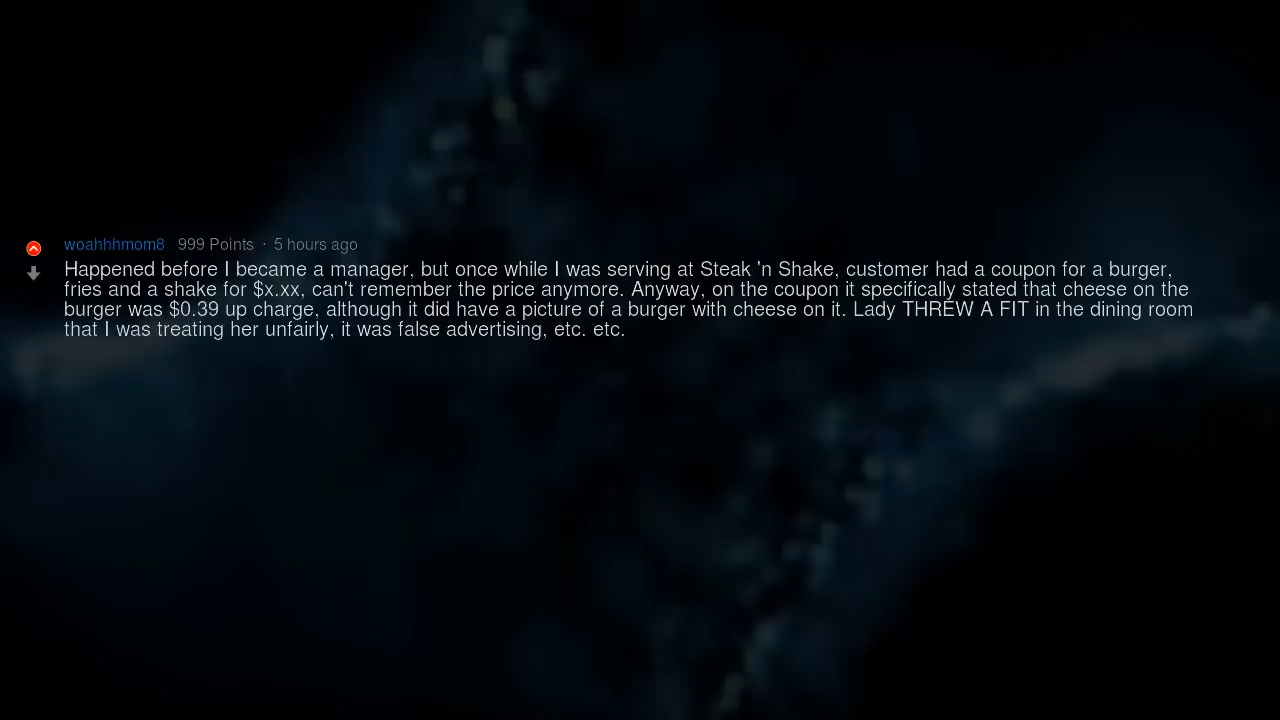 woahhhmom8 999 Points · 5 hours ago
Happened before I became a manager, but once while I was serving at Steak 'n Shake, customer had a coupon for a burger,
fries and a shake for $x.xx, can't remember the price anymore. Anyway, on the coupon it specifically stated that cheese on the
burger was $0.39 up charge, although it did have a picture of a burger with cheese on it. Lady THREW A FIT in the dining room
that I was treating her unfairly, it was false advertising, etc. etc.